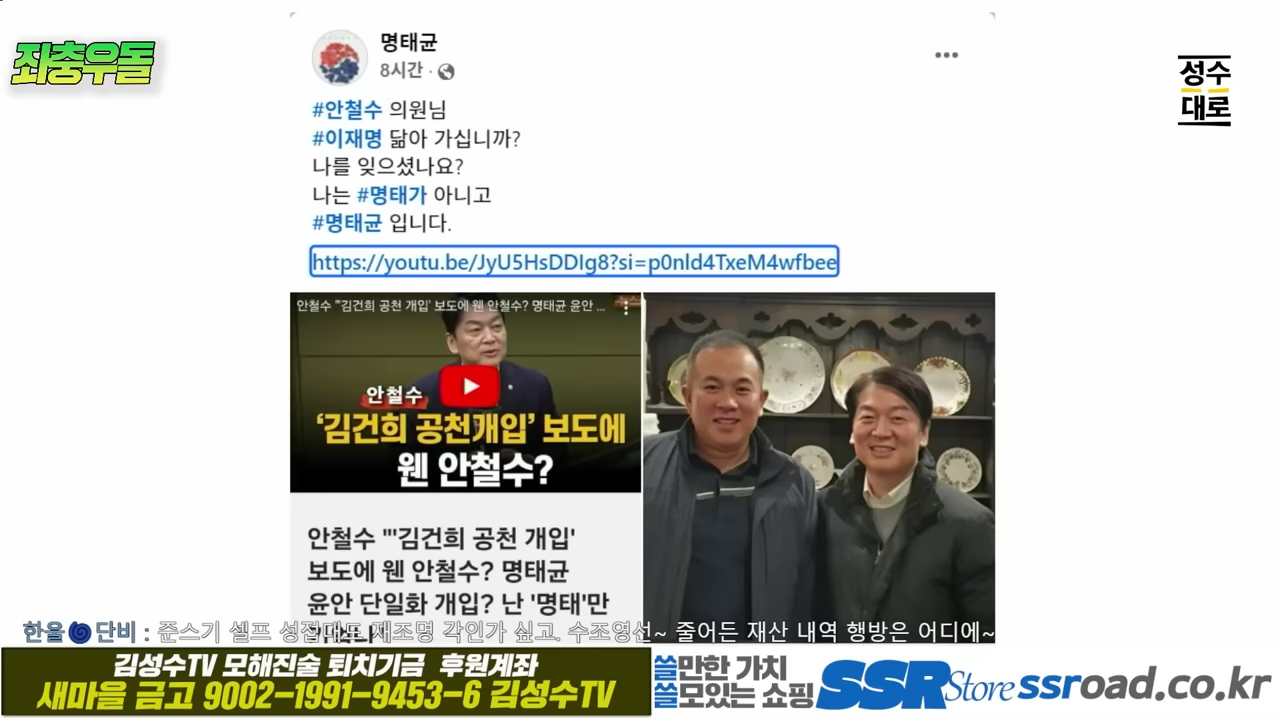 좌충우돌
성수
대로
명태균
8시간
#안철수 의원님
#이재명 닮아 가십니까?
나를 잊으셨나요?
나는 #명태가 아니고
#명태균 입니다.
https://youtu.be/JyU5HsDDIg8?si=p0nld4TxeM4wfbee
안철수 "'김건희 공천 개입' 보도에 웬 안철수? 명태균 윤안 ...
안철수
'김건희 공천개입' 보도에
웬 안철수?
안철수 "'김건희 공천 개입'
보도에 웬 안철수? 명태균
윤안 단일화 개입? 난 '명태'만
한율🌀단비 : 준스기 셀프 성접대도 재조명 각인가 싶고. 수조영선~ 줄어든 재산 내역 행방은 어디에~
김성수TV 모해진술 퇴치기금 후원계좌
새마을 금고 9002-1991-9453-6 김성수TV
쓸만한 가치
쓸모있는 쇼핑
SSR Store ssroad.co.kr